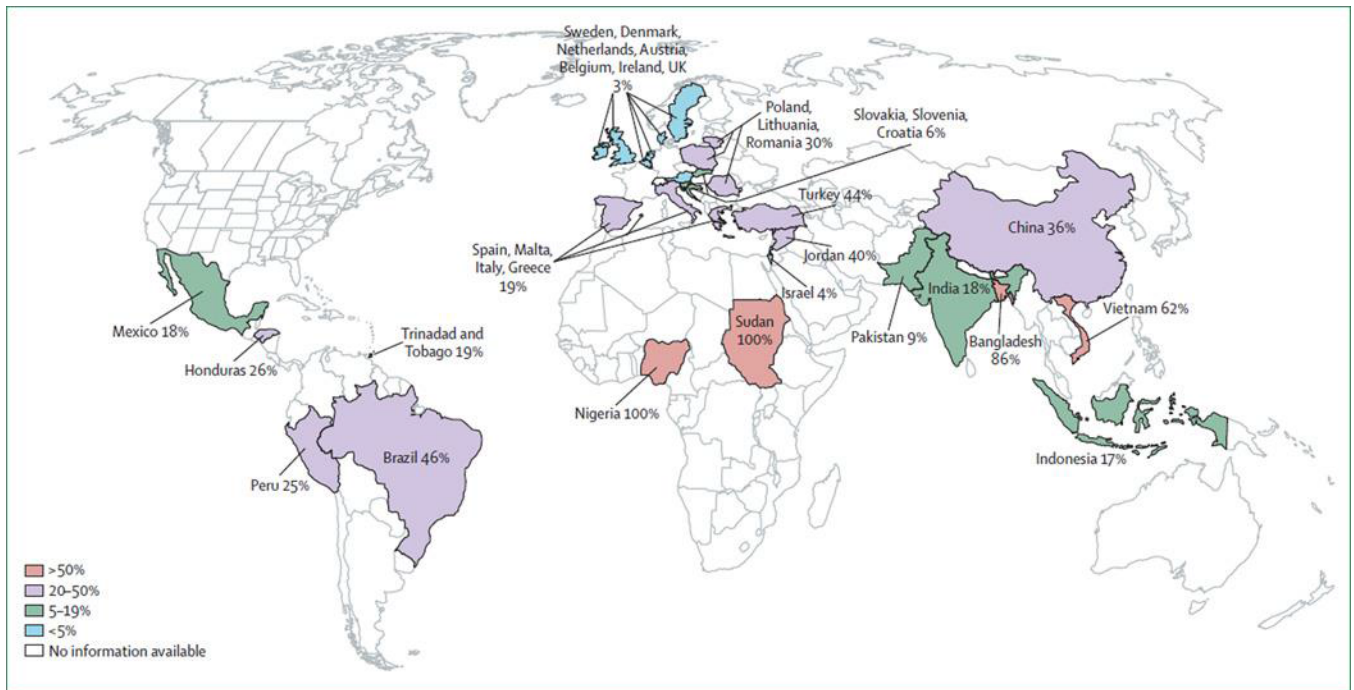 Sweden, Denmark,
Netherlands, Austria,
Belgium, Ireland, UK
3%
Poland,
Lithuania,
Romania 30%
Slovakia, Slovenia,
Croatia 6%
Turkey 44%
China 36%
Spain, Malta,
Italy, Greece
19%
Jordan 40%
Israel 4%
India 18%
Vietnam 62%
Mexico 18%
Trinidad and
Tobago 19%
Sudan
100%
Pakistan 9%
Bangladesh
86%
Honduras 26%
Nigeria 100%
Brazil 46%
Indonesia 17%
Peru 25%
>50%
20–50%
5–19%
<5%
No information available